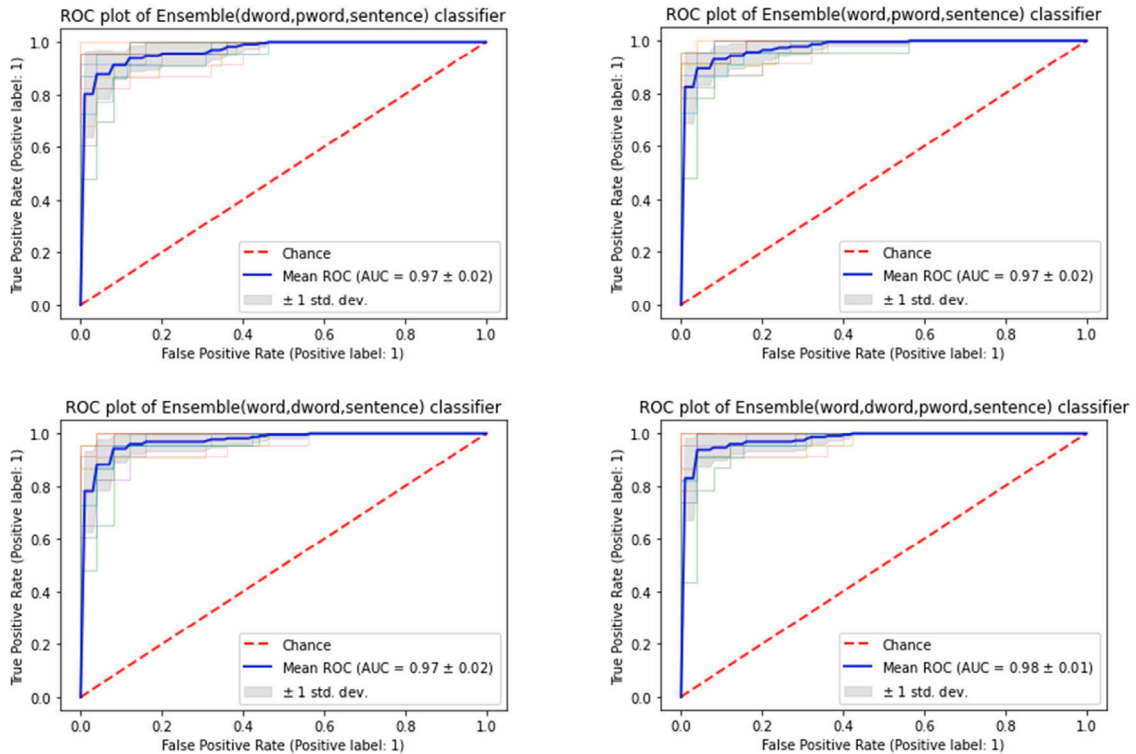 ROC plot of Ensemble(dword,pword,sentence) classifier
True Positive Rate (Positive label: 1)
1.0
0.8
0.6
0.4
0.2
0.0
Chance
Mean ROC (AUC = 0.97 ± 0.02)
± 1 std. dev.
0.0 0.2 0.4 0.6 0.8 1.0
False Positive Rate (Positive label: 1)
ROC plot of Ensemble(word,pword,sentence) classifier
True Positive Rate (Positive label: 1)
1.0
0.8
0.6
0.4
0.2
0.0
Chance
Mean ROC (AUC = 0.97 ± 0.02)
± 1 std. dev.
0.0 0.2 0.4 0.6 0.8 1.0
False Positive Rate (Positive label: 1)
ROC plot of Ensemble(word,dword,sentence) classifier
True Positive Rate (Positive label: 1)
1.0
0.8
0.6
0.4
0.2
0.0
Chance
Mean ROC (AUC = 0.97 ± 0.02)
± 1 std. dev.
0.0 0.2 0.4 0.6 0.8 1.0
False Positive Rate (Positive label: 1)
ROC plot of Ensemble(word,dword,pword,sentence) classifier
True Positive Rate (Positive label: 1)
1.0
0.8
0.6
0.4
0.2
0.0
Chance
Mean ROC (AUC = 0.98 ± 0.01)
± 1 std. dev.
0.0 0.2 0.4 0.6 0.8 1.0
False Positive Rate (Positive label: 1)